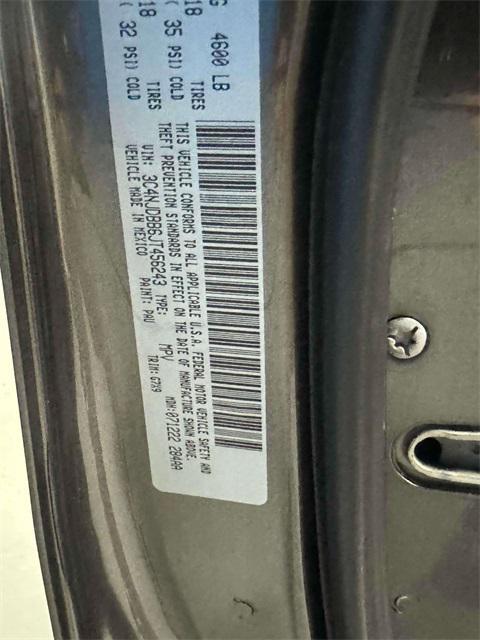 G 4600 LB
18 TIRES
( 35 PSI) COLD
18 TIRES
( 32 PSI) COLD
THIS VEHICLE CONFORMS TO ALL APPLICABLE U.S.A. FEDERAL MOTOR VEHICLE SAFETY AND
THEFT PREVENTION STANDARDS IN EFFECT ON THE DATE OF MANUFACTURE SHOWN ABOVE.
VIN: 3C4NJDBB6JT456243 TYPE: MPV MDH:071222 284AA
VEHICLE MADE IN MEXICO PAINT: PAU TRIM: G7X9